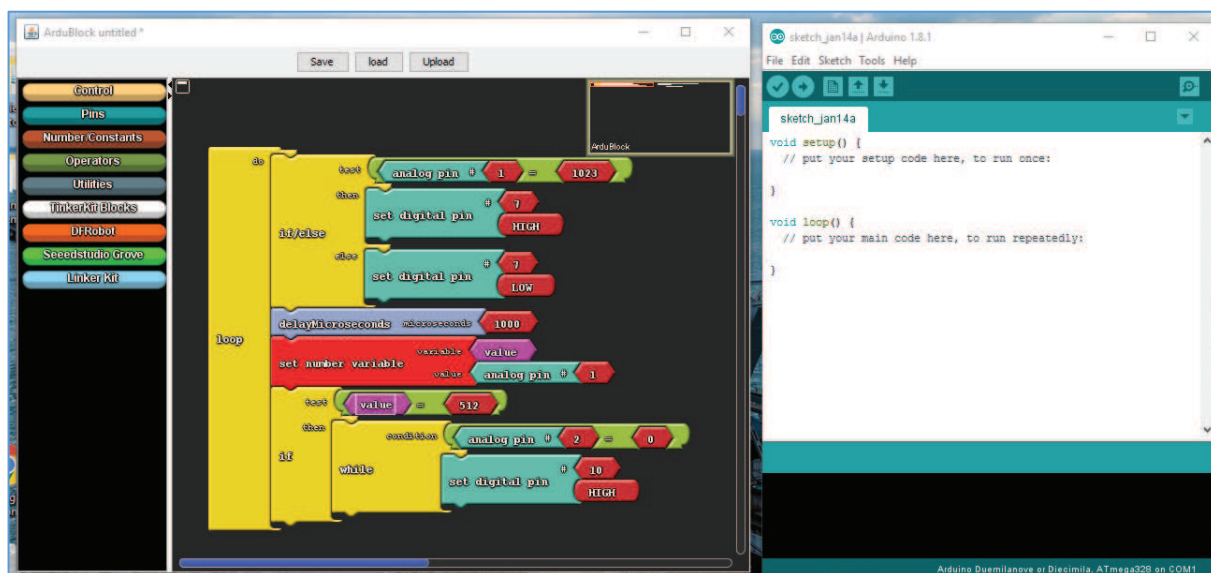 ArduBlock untitled *
Save load Upload
Control
Pins
Number/Constants
Operators
Utilities
TinkerKit Blocks
DFRobot
Seeedstudio Grove
Linker Kit
ArduBlock
loop
do
if/else
test
analog pin # 1 = 1023
then
set digital pin # 7
HIGH
else
set digital pin # 7
LOW
delayMicroseconds microseconds 1000
set number variable
variable value
value analog pin # 1
if
test value = 512
then
while
condition analog pin # 2 = 0
set digital pin # 10
HIGH
sketch_jan14a | Arduino 1.8.1
File Edit Sketch Tools Help
sketch_jan14a
void setup() {
// put your setup code here, to run once:
}
void loop() {
// put your main code here, to run repeatedly:
}
Arduino Duemilanove or Diecimila, ATmega328 on COM1